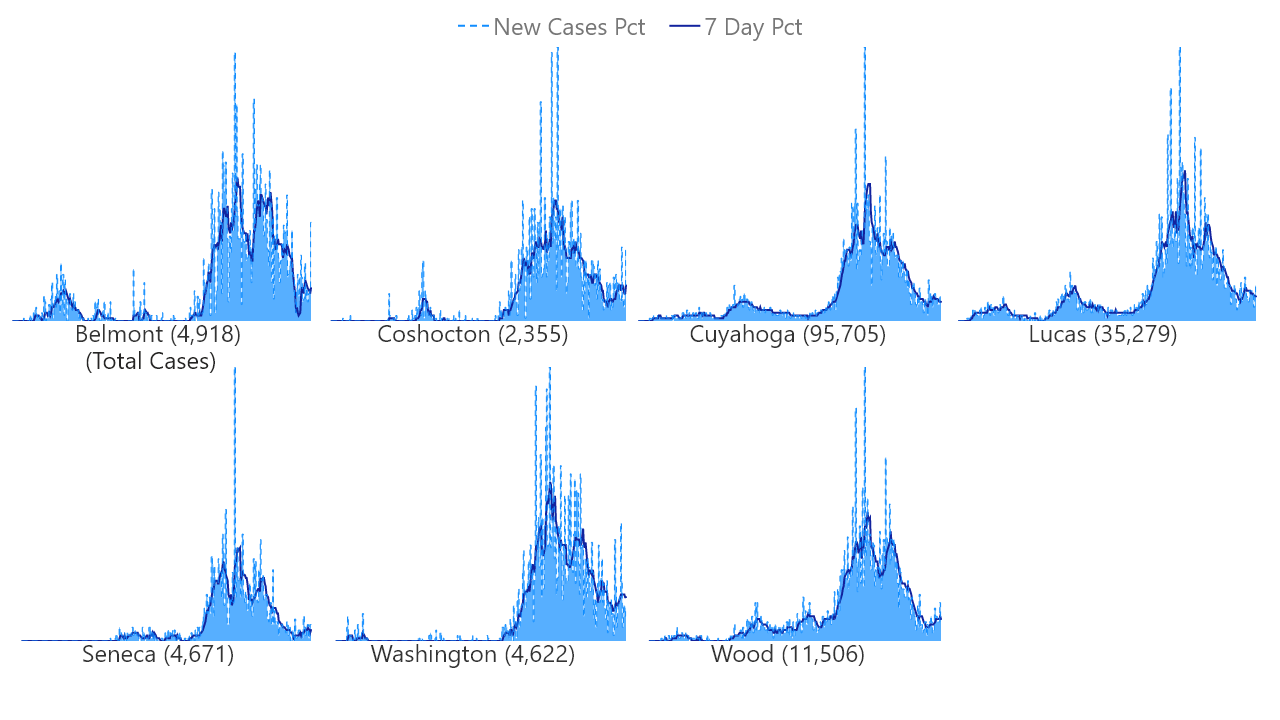 New Cases Pct 7 Day Pct
Belmont (4,918) Coshocton (2,355) Cuyahoga (95,705) Lucas (35,279)
(Total Cases)
Seneca (4,671) Washington (4,622) Wood (11,506)